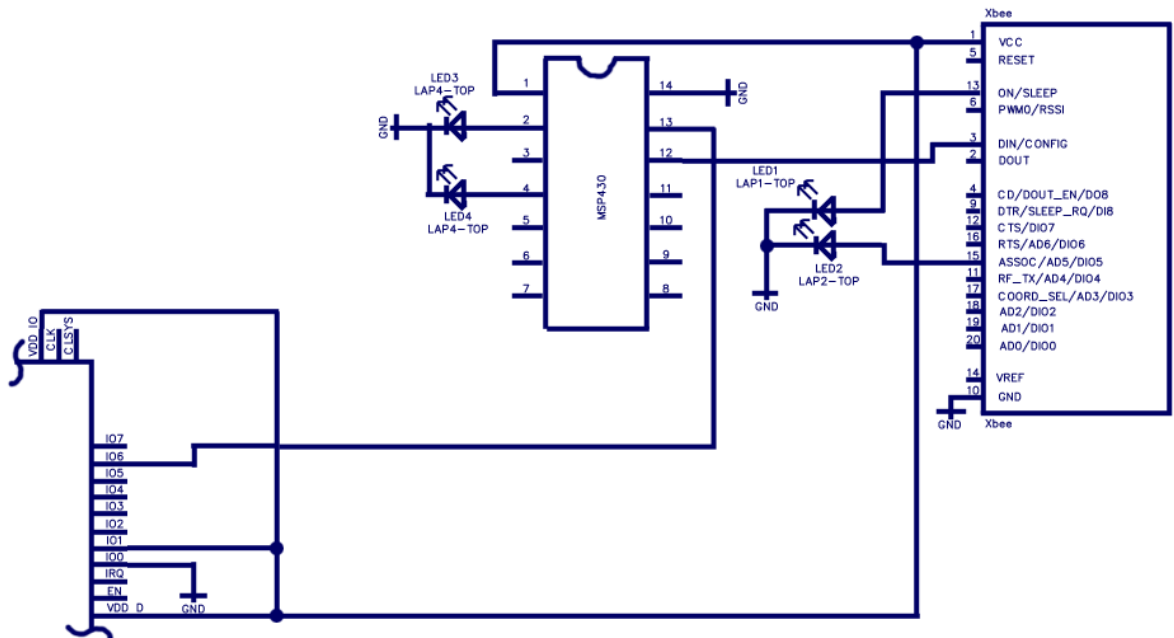 Xbee
1
VCC
5
RESET
13
ON/SLEEP
6
PWM0/RSSI
3
DIN/CONFIG
2
DOUT
4
CD/DOUT_EN/DO8
9
DTR/SLEEP_RQ/DI8
12
CTS/DIO7
16
RTS/AD6/DIO6
15
ASSOC/AD5/DIO5
11
RF_TX/AD4/DIO4
17
COORD_SEL/AD3/DIO3
18
AD2/DIO2
19
AD1/DIO1
20
AD0/DIO0
14
VREF
10
GND
GND
Xbee
LED3
LAP4-TOP
GND
LED4
LAP4-TOP
1
2
3
4
5
6
7
MSP430
14
13
12
11
10
9
8
GND
LED1
LAP1-TOP
LED2
LAP2-TOP
GND
VDD_IO
CLK
CLSYS
IO7
IO6
IO5
IO4
IO3
IO2
IO1
IO0
IRQ
EN
VDD_D
GND